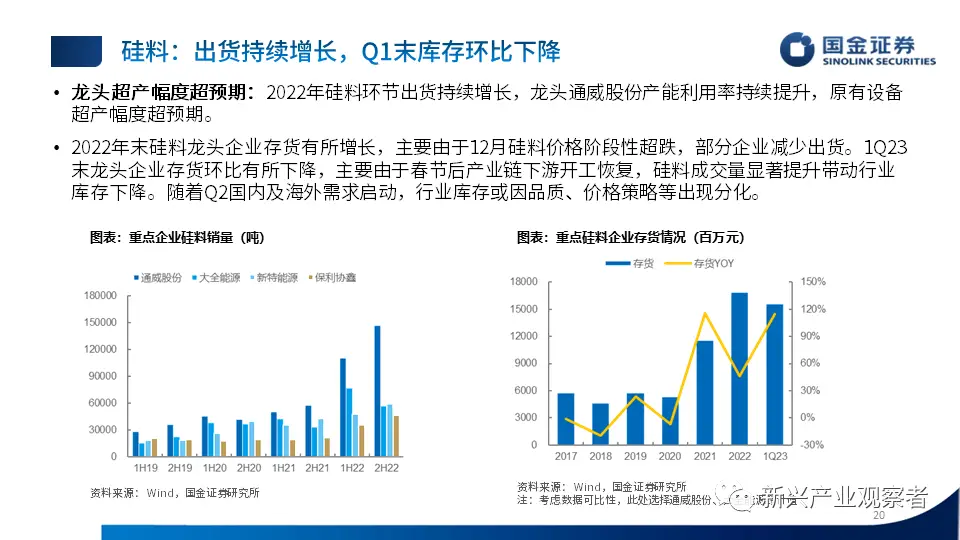 硅料：出货持续增长，Q1末库存环比下降
国金证券
SINOLINK SECURITIES
• 龙头超产幅度超预期：2022年硅料环节出货持续增长，龙头通威股份产能利用率持续提升，原有设备
超产幅度超预期。
• 2022年末硅料龙头企业存货有所增长，主要由于12月硅料价格阶段性超跌，部分企业减少出货。1Q23
末龙头企业存货环比有所下降，主要由于春节后产业链下游开工恢复，硅料成交量显著提升带动行业
库存下降。随着Q2国内及海外需求启动，行业库存或因品质、价格策略等出现分化。
图表：重点企业硅料销量（吨）
通威股份 大全能源 新特能源 保利协鑫
180000
150000
120000
90000
60000
30000
0
1H19 2H19 1H20 2H20 1H21 2H21 1H22 2H22
资料来源：Wind，国金证券研究所
图表：重点硅料企业存货情况（百万元）
存货 存货YOY
18000 150%
15000 120%
12000 90%
9000 60%
6000 30%
3000 0%
0 -30%
2017 2018 2019 2020 2021 2022 1Q23
资料来源：Wind，国金证券研究所
注：考虑数据可比性，此处选择通威股份、
新兴产业观察者
20